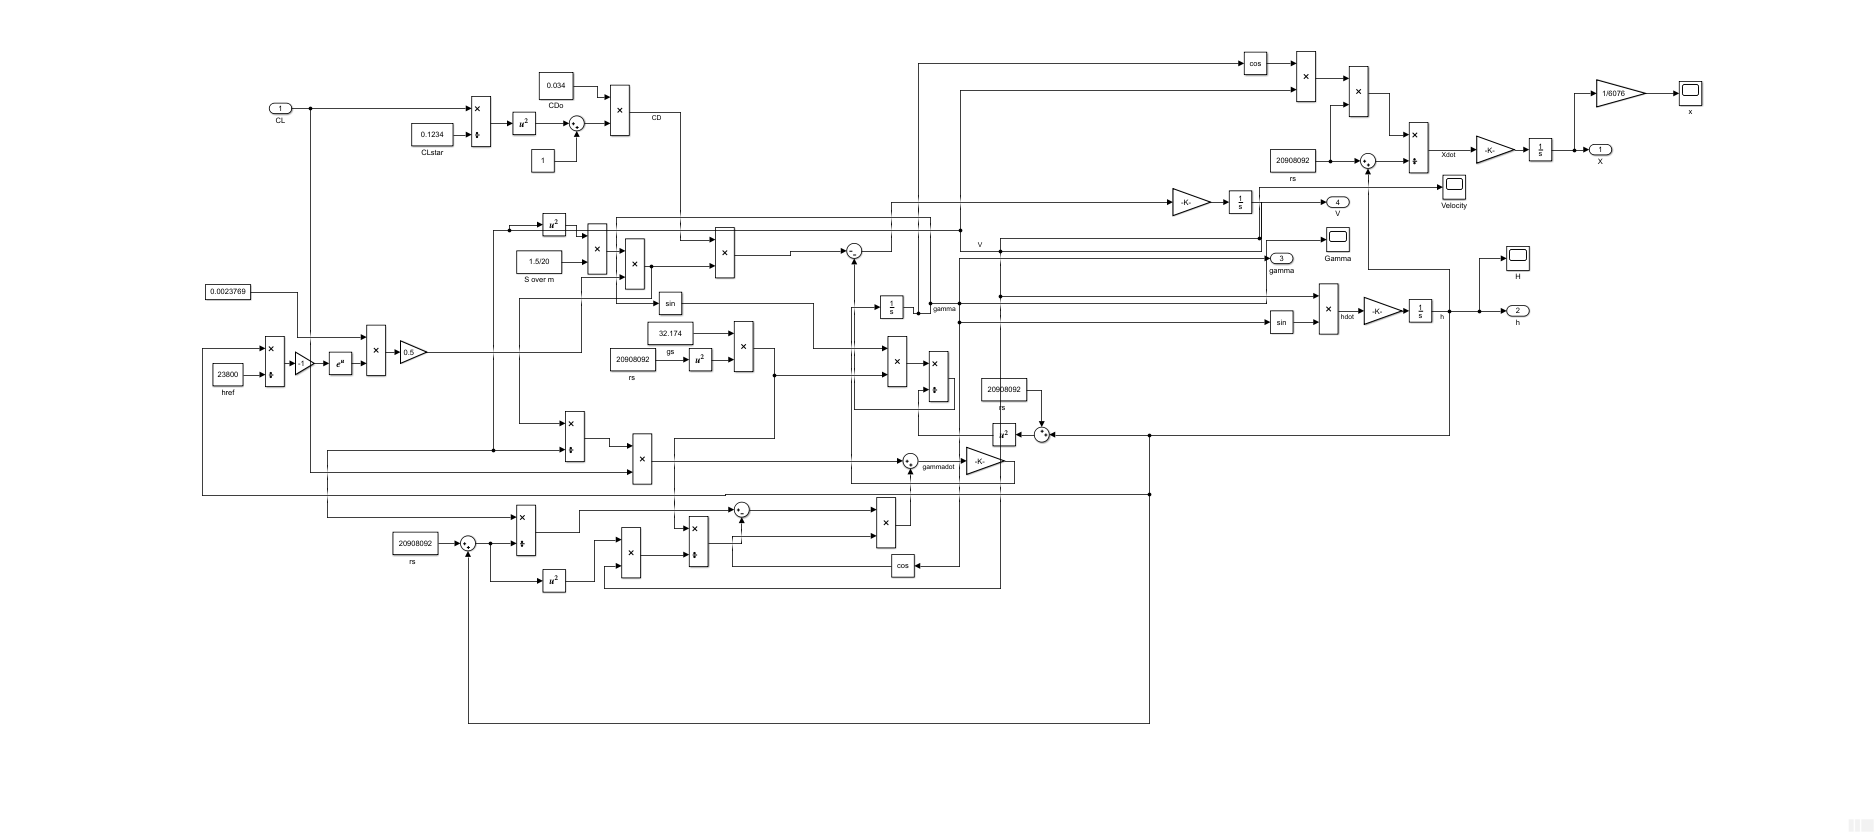 cos
×
×
1/6076
x
1
CL
0.034
CDo
×
CD
×
÷
0.1234
CLstar
u²
1
20908092
rs
×
÷
Xdot
-K-
1
s
1
X
Velocity
-K-
1
s
4
V
u²
×
1.5/20
S over m
×
×
V
Gamma
3
gamma
H
0.0023769
sin
1
s
gamma
×
sin
hdot
-K-
1
s
h
2
h
32.174
gs
20908092
rs
u²
×
×
×
÷
×
÷
23800
href
-1
eᵘ
×
0.5
20908092
rs
u²
×
÷
×
gammadot
-K-
20908092
rs
×
÷
u²
×
×
÷
×
cos